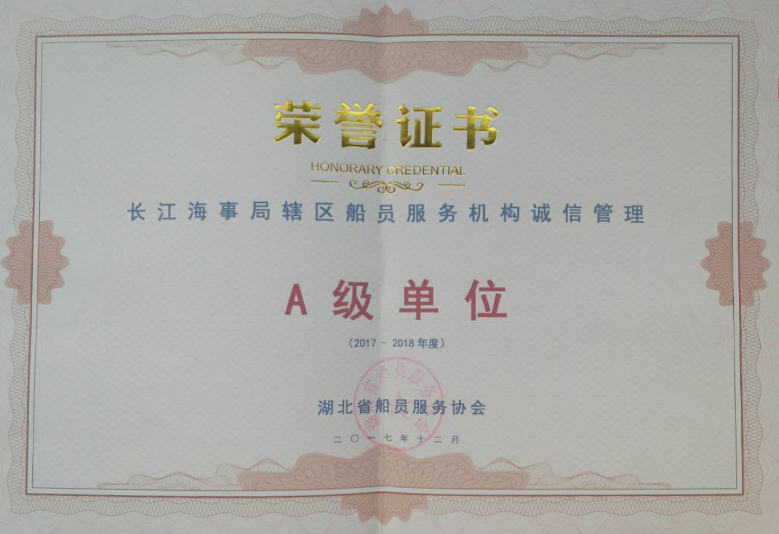 荣誉证书
HONORARY CREDENTIAL
长江海事局辖区船员服务机构诚信管理
A级单位
(2017-2018年度)
湖北省船员服务协会
二〇一七年十二月